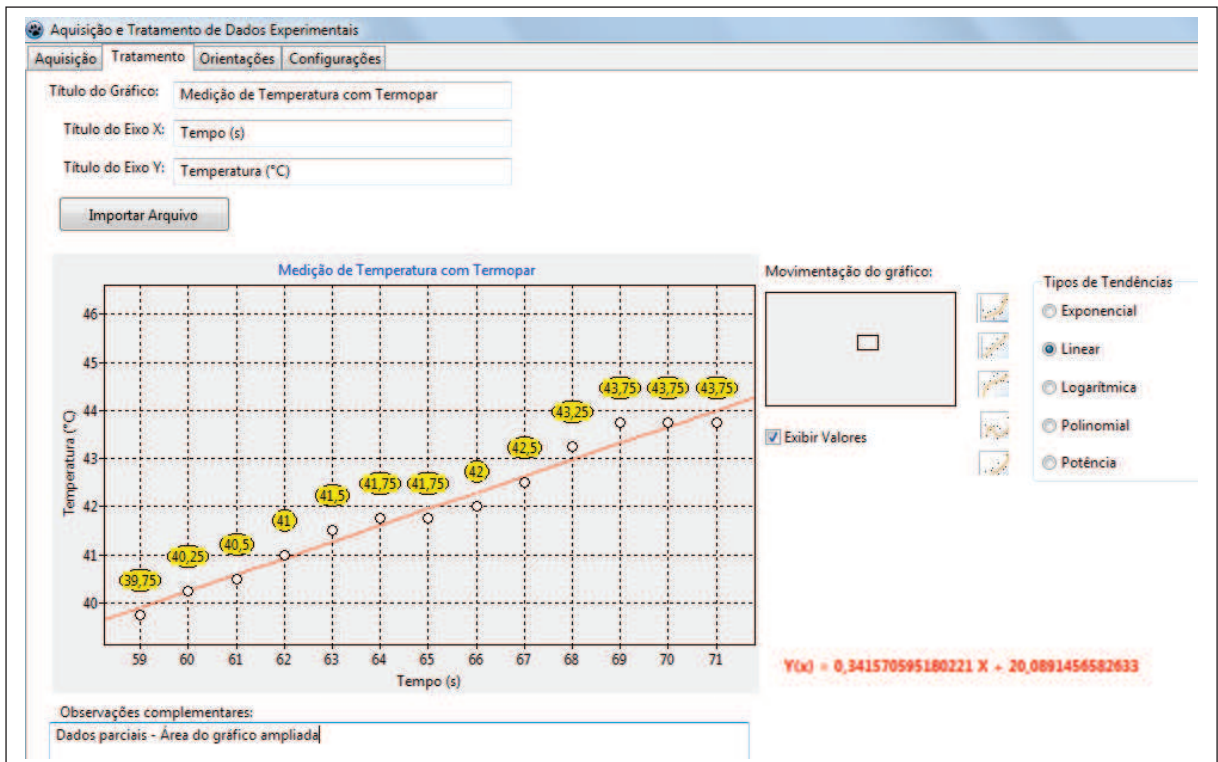 Aquisição e Tratamento de Dados Experimentais
Aquisição Tratamento Orientações Configurações
Título do Gráfico: Medição de Temperatura com Termopar
Título do Eixo X: Tempo (s)
Título do Eixo Y: Temperatura (°C)
Importar Arquivo
Medição de Temperatura com Termopar
Temperatura (°C)
46
45
44
43
42
41
40
(39,75) (40,25) (40,5) (41) (41,5) (41,75) (41,75) (42) (42,5) (43,25) (43,75) (43,75) (43,75)
59 60 61 62 63 64 65 66 67 68 69 70 71
Tempo (s)
Movimentação do gráfico:
Exibir Valores
Tipos de Tendências
Exponencial
Linear
Logarítmica
Polinomial
Potência
Y(x) = 0,341570595180221 X + 20,0891456582633
Observações complementares:
Dados parciais - Área do gráfico ampliada